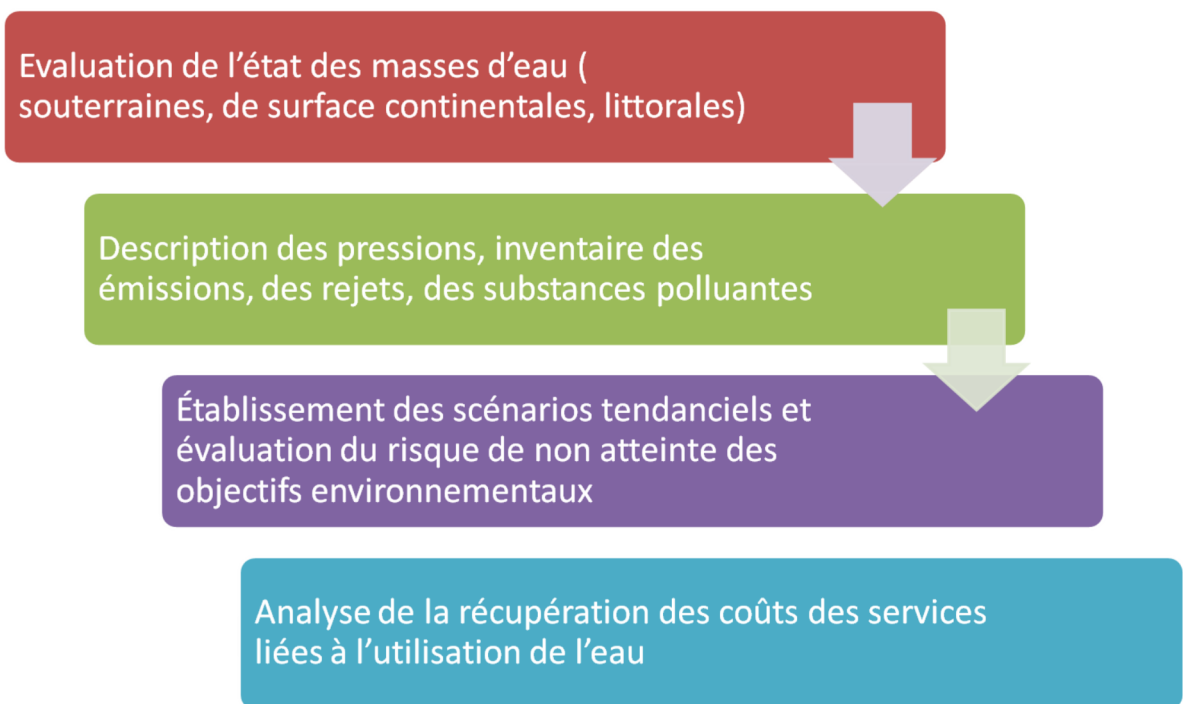 Evaluation de l’état des masses d’eau (
souterraines, de surface continentales, littorales)
Description des pressions, inventaire des
émissions, des rejets, des substances polluantes
Établissement des scénarios tendanciels et
évaluation du risque de non atteinte des
objectifs environnementaux
Analyse de la récupération des coûts des services
liées à l’utilisation de l’eau